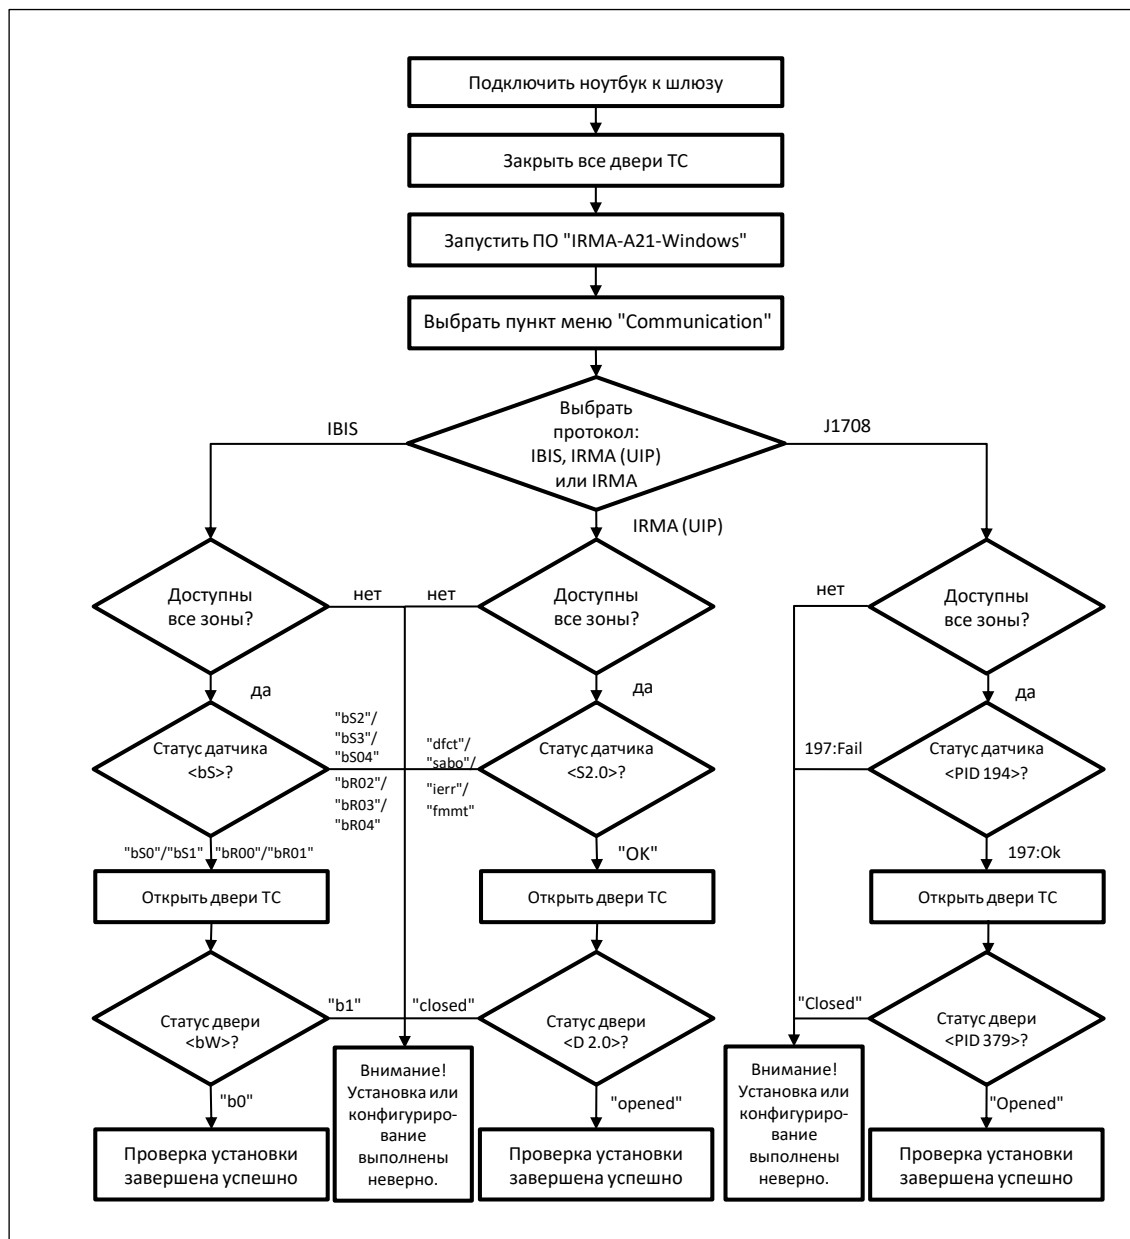 Подключить ноутбук к шлюзу
Закрыть все двери ТС
Запустить ПО "IRMA-A21-Windows"
Выбрать пункт меню "Communication"
Выбрать
протокол:
IBIS, IRMA (UIP)
или IRMA
IBIS
J1708
IRMA (UIP)
Доступны
все зоны?
нет
нет
Доступны
все зоны?
нет
Доступны
все зоны?
да
да
да
Статус датчика
<bS>?
"bS2"/
"bS3"/
"bS04"
"bR02"/
"bR03"/
"bR04"
"dfct"/
"sabo"/
"ierr"/
"fmmt"
Статус датчика
<S2.0>?
197:Fail
Статус датчика
<PID 194>?
"bS0"/"bS1"
"bR00"/"bR01"
"OK"
197:Ok
Открыть двери ТС
Открыть двери ТС
Открыть двери ТС
Статус двери
<bW>?
"b1"
"closed"
Статус двери
<D 2.0>?
"Closed"
Статус двери
<PID 379>?
"b0"
"opened"
"Opened"
Проверка установки
завершена успешно
Внимание!
Установка или
конфигурирo-
вание
выполнены
неверно.
Проверка установки
завершена успешно
Внимание!
Установка или
конфигурирo-
вание
выполнены
неверно.
Проверка установки
завершена успешно